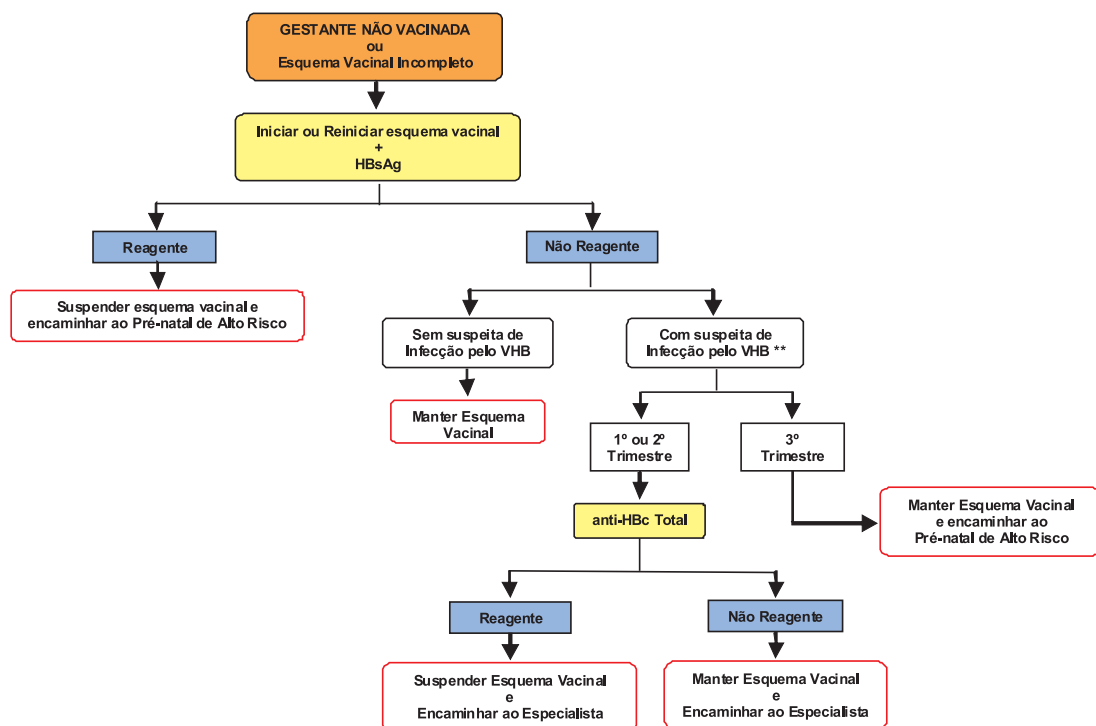 GESTANTE NÃO VACINADA
ou
Esquema Vacinal Incompleto
Iniciar ou Reiniciar esquema vacinal
+
HBsAg
Reagente
Não Reagente
Suspender esquema vacinal e
encaminhar ao Pré-natal de Alto Risco
Sem suspeita de
Infecção pelo VHB
Com suspeita de
Infecção pelo VHB **
Manter Esquema
Vacinal
1º ou 2º
Trimestre
3º
Trimestre
anti-HBc Total
Manter Esquema Vacinal
e encaminhar ao
Pré-natal de Alto Risco
Reagente
Não Reagente
Suspender Esquema Vacinal
e
Encaminhar ao Especialista
Manter Esquema Vacinal
e
Encaminhar ao Especialista